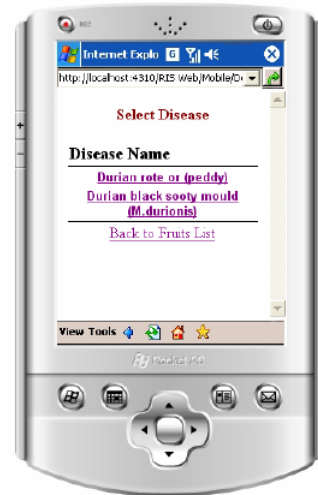 Internet Explo
http://localhost:4310/RIS Web/Mobile/D
Select Disease
Disease Name
Durian rote or (peddy)
Durian black sooty mould
(M.durionis)
Back to Fruits List
View Tools
Pocket PC